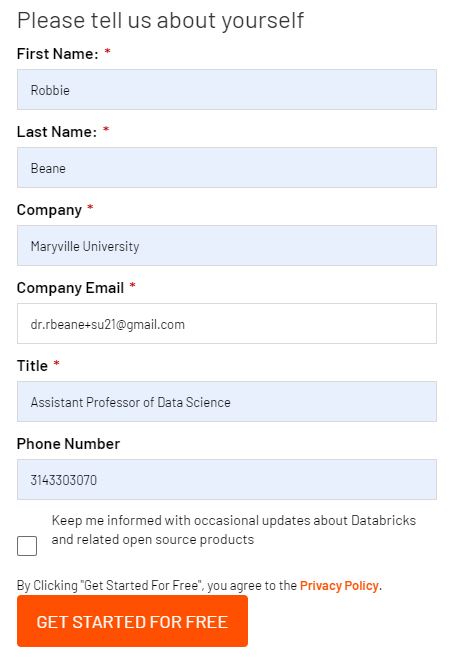 Please tell us about yourself
First Name: *
Robbie
Last Name: *
Beane
Company *
Maryville University
Company Email *
dr.rbeane+su21@gmail.com
Title *
Assistant Professor of Data Science
Phone Number
3143303070
Keep me informed with occasional updates about Databricks
and related open source products
By Clicking "Get Started For Free", you agree to the Privacy Policy.
GET STARTED FOR FREE